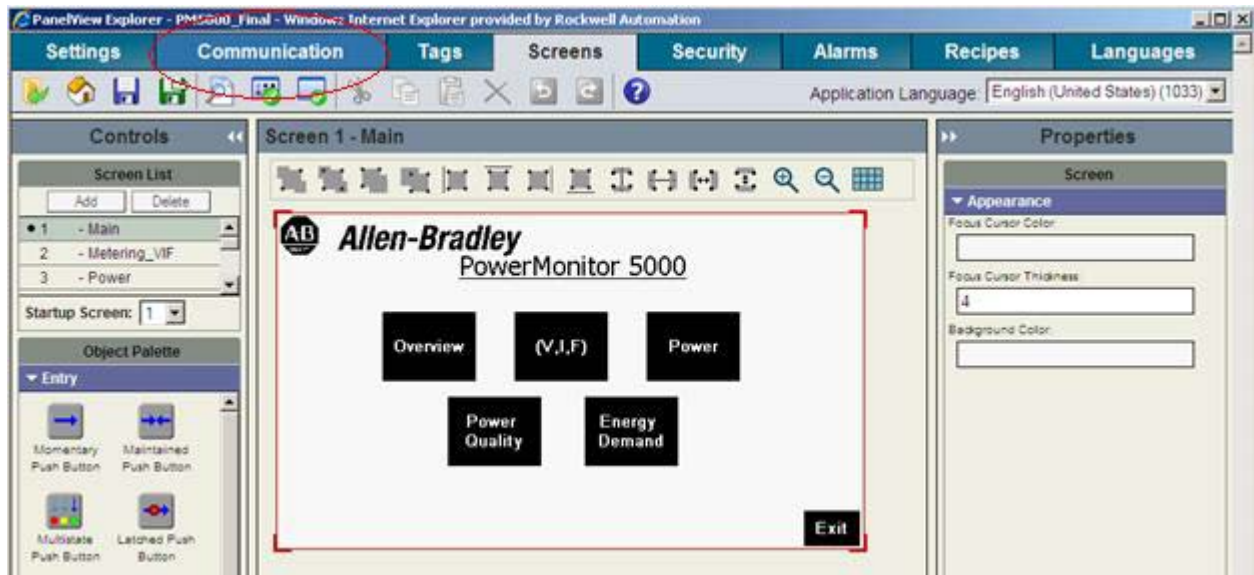 PanelView Explorer - PM5000_Final - Windows Internet Explorer provided by Rockwell Automation
Settings Communication Tags Screens Security Alarms Recipes Languages
Application Language: English (United States) (1033)
Controls
Screen 1 - Main
Properties
Screen List
Add Delete
1 - Main
2 - Metering_VIF
3 - Power
Startup Screen: 1
Object Palette
Entry
Momentary Push Button
Maintained Push Button
Multistate Push Button
Latched Push Button
AB
Allen-Bradley
PowerMonitor 5000
Overview (V,I,F) Power
Power Quality
Energy Demand
Exit
Screen
Appearance
Focus Cursor Color
Focus Cursor Thickness
4
Background Color: